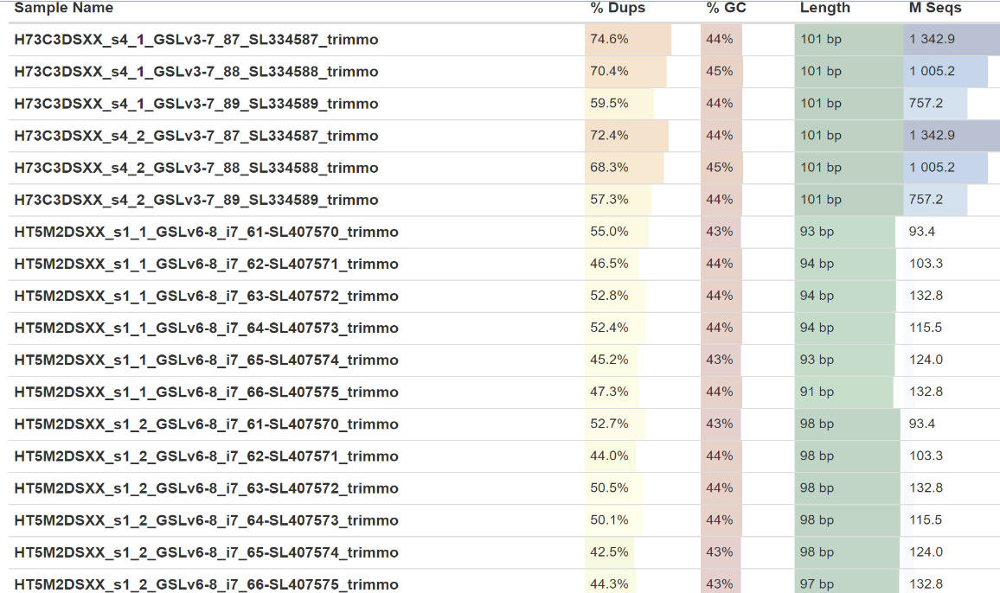 Sample Name % Dups % GC Length M Seqs
H73C3DSXX_s4_1_GSLv3-7_87_SL334587_trimmo 74.6% 44% 101 bp 1 342.9
H73C3DSXX_s4_1_GSLv3-7_88_SL334588_trimmo 70.4% 45% 101 bp 1 005.2
H73C3DSXX_s4_1_GSLv3-7_89_SL334589_trimmo 59.5% 44% 101 bp 757.2
H73C3DSXX_s4_2_GSLv3-7_87_SL334587_trimmo 72.4% 44% 101 bp 1 342.9
H73C3DSXX_s4_2_GSLv3-7_88_SL334588_trimmo 68.3% 45% 101 bp 1 005.2
H73C3DSXX_s4_2_GSLv3-7_89_SL334589_trimmo 57.3% 44% 101 bp 757.2
HT5M2DSXX_s1_1_GSLv6-8_i7_61-SL407570_trimmo 55.0% 43% 93 bp 93.4
HT5M2DSXX_s1_1_GSLv6-8_i7_62-SL407571_trimmo 46.5% 44% 94 bp 103.3
HT5M2DSXX_s1_1_GSLv6-8_i7_63-SL407572_trimmo 52.8% 44% 94 bp 132.8
HT5M2DSXX_s1_1_GSLv6-8_i7_64-SL407573_trimmo 52.4% 44% 94 bp 115.5
HT5M2DSXX_s1_1_GSLv6-8_i7_65-SL407574_trimmo 45.2% 43% 93 bp 124.0
HT5M2DSXX_s1_1_GSLv6-8_i7_66-SL407575_trimmo 47.3% 44% 91 bp 132.8
HT5M2DSXX_s1_2_GSLv6-8_i7_61-SL407570_trimmo 52.7% 43% 98 bp 93.4
HT5M2DSXX_s1_2_GSLv6-8_i7_62-SL407571_trimmo 44.0% 44% 98 bp 103.3
HT5M2DSXX_s1_2_GSLv6-8_i7_63-SL407572_trimmo 50.5% 44% 98 bp 132.8
HT5M2DSXX_s1_2_GSLv6-8_i7_64-SL407573_trimmo 50.1% 44% 98 bp 115.5
HT5M2DSXX_s1_2_GSLv6-8_i7_65-SL407574_trimmo 42.5% 43% 98 bp 124.0
HT5M2DSXX_s1_2_GSLv6-8_i7_66-SL407575_trimmo 44.3% 43% 97 bp 132.8